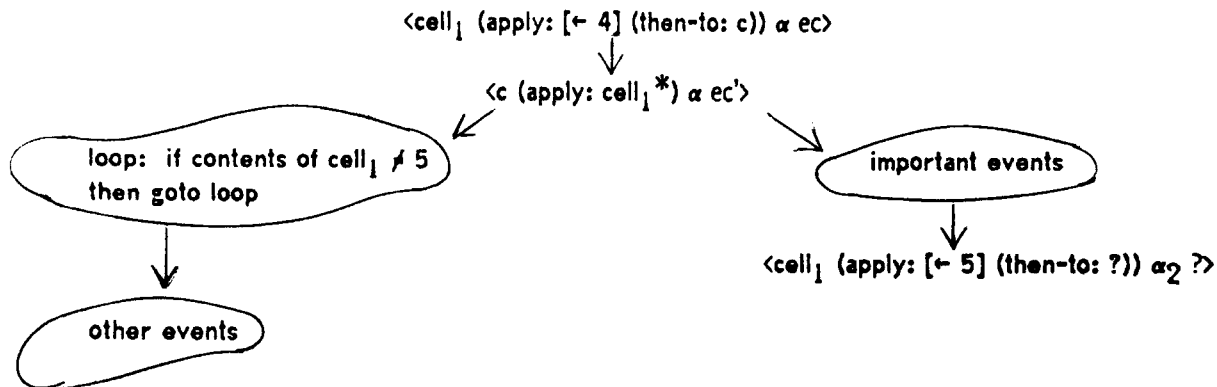 <cell₁ (apply: [← 4] (then-to: c)) α ec>
<c (apply: cell₁*) α ec'>
loop: if contents of cell₁ ≠ 5
then goto loop
important events
<cell₁ (apply: [← 5] (then-to: ?)) α₂ ?>
other events